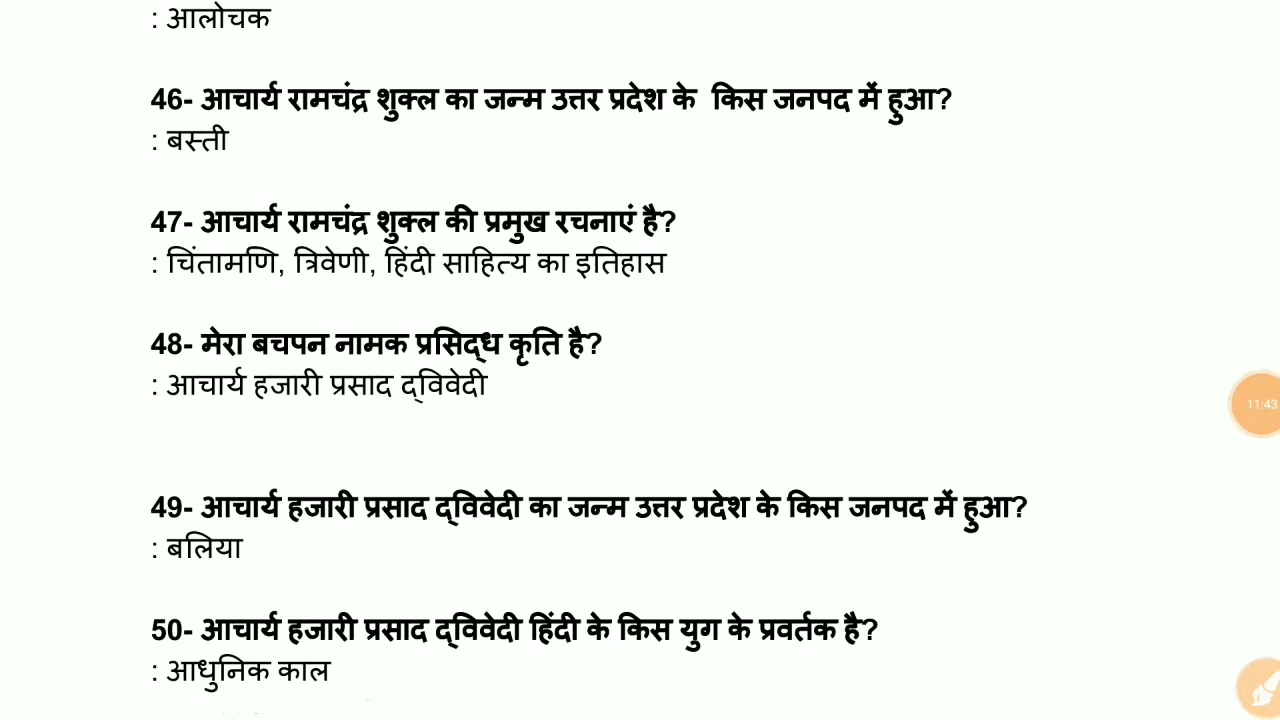 : आलोचक
46- आचार्य रामचंद्र शुक्ल का जन्म उत्तर प्रदेश के किस जनपद में हुआ?
: बस्ती
47- आचार्य रामचंद्र शुक्ल की प्रमुख रचनाएं है?
: चिंतामणि, त्रिवेणी, हिंदी साहित्य का इतिहास
48- मेरा बचपन नामक प्रसिद्ध कृति है?
: आचार्य हजारी प्रसाद द्विवेदी
11:43
49- आचार्य हजारी प्रसाद द्विवेदी का जन्म उत्तर प्रदेश के किस जनपद में हुआ?
: बलिया
50- आचार्य हजारी प्रसाद द्विवेदी हिंदी के किस युग के प्रवर्तक है?
: आधुनिक काल